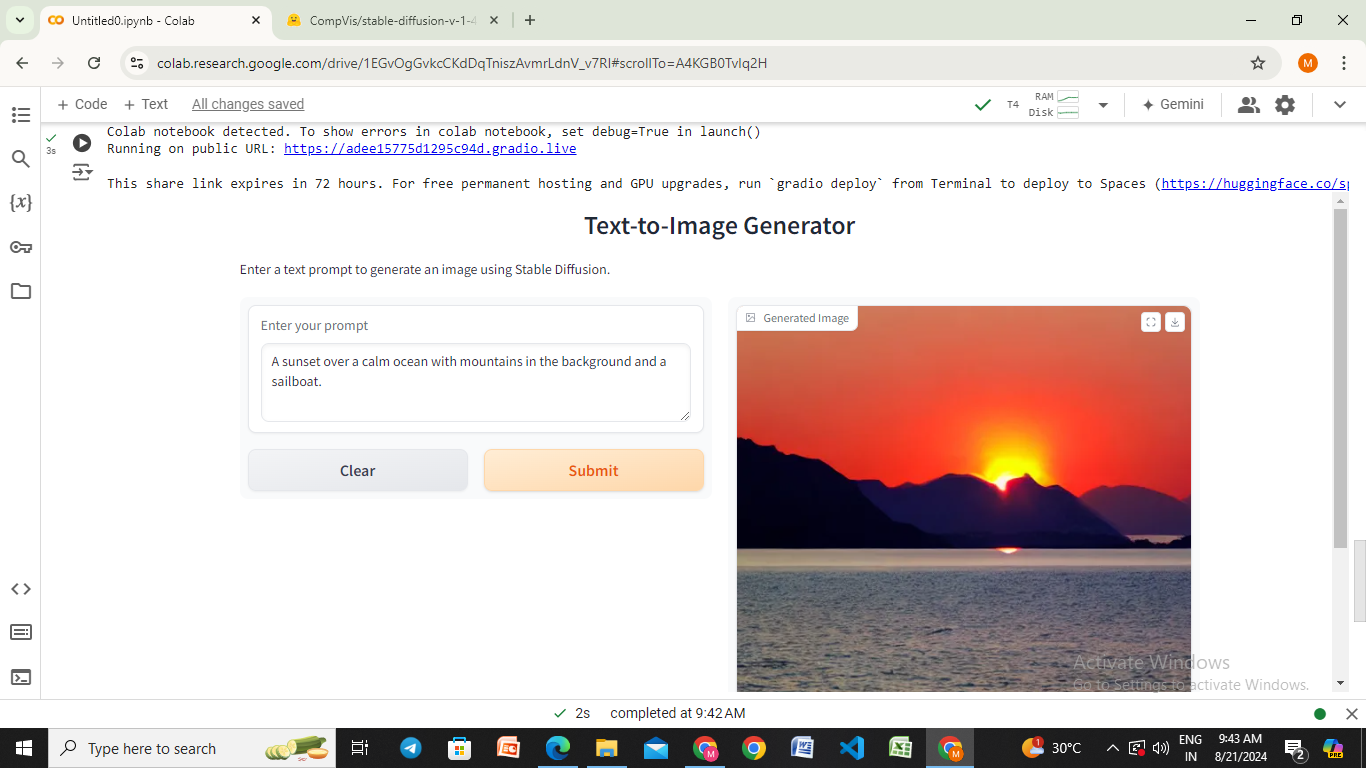 Untitled0.ipynb - Colab
CompVis/stable-diffusion-v-1-4
colab.research.google.com/drive/1EGvOgGvkcCKdDqTniszAvmrLdnV_v7RI#scrollTo=A4KGB0TvIq2H
M
+ Code + Text All changes saved
T4 RAM Disk Gemini
3s
Colab notebook detected. To show errors in colab notebook, set debug=True in launch()
Running on public URL: https://adee15775d1295c94d.gradio.live
This share link expires in 72 hours. For free permanent hosting and GPU upgrades, run `gradio deploy` from Terminal to deploy to Spaces (https://huggingface.co/sp
{x}
Text-to-Image Generator
Enter a text prompt to generate an image using Stable Diffusion.
Enter your prompt
A sunset over a calm ocean with mountains in the background and a
sailboat.
Clear
Submit
Generated Image
Activate Windows
Go to Settings to activate Windows.
2s completed at 9:42 AM
Type here to search
30°C
ENG
IN
9:43 AM
8/21/2024
2
PRE